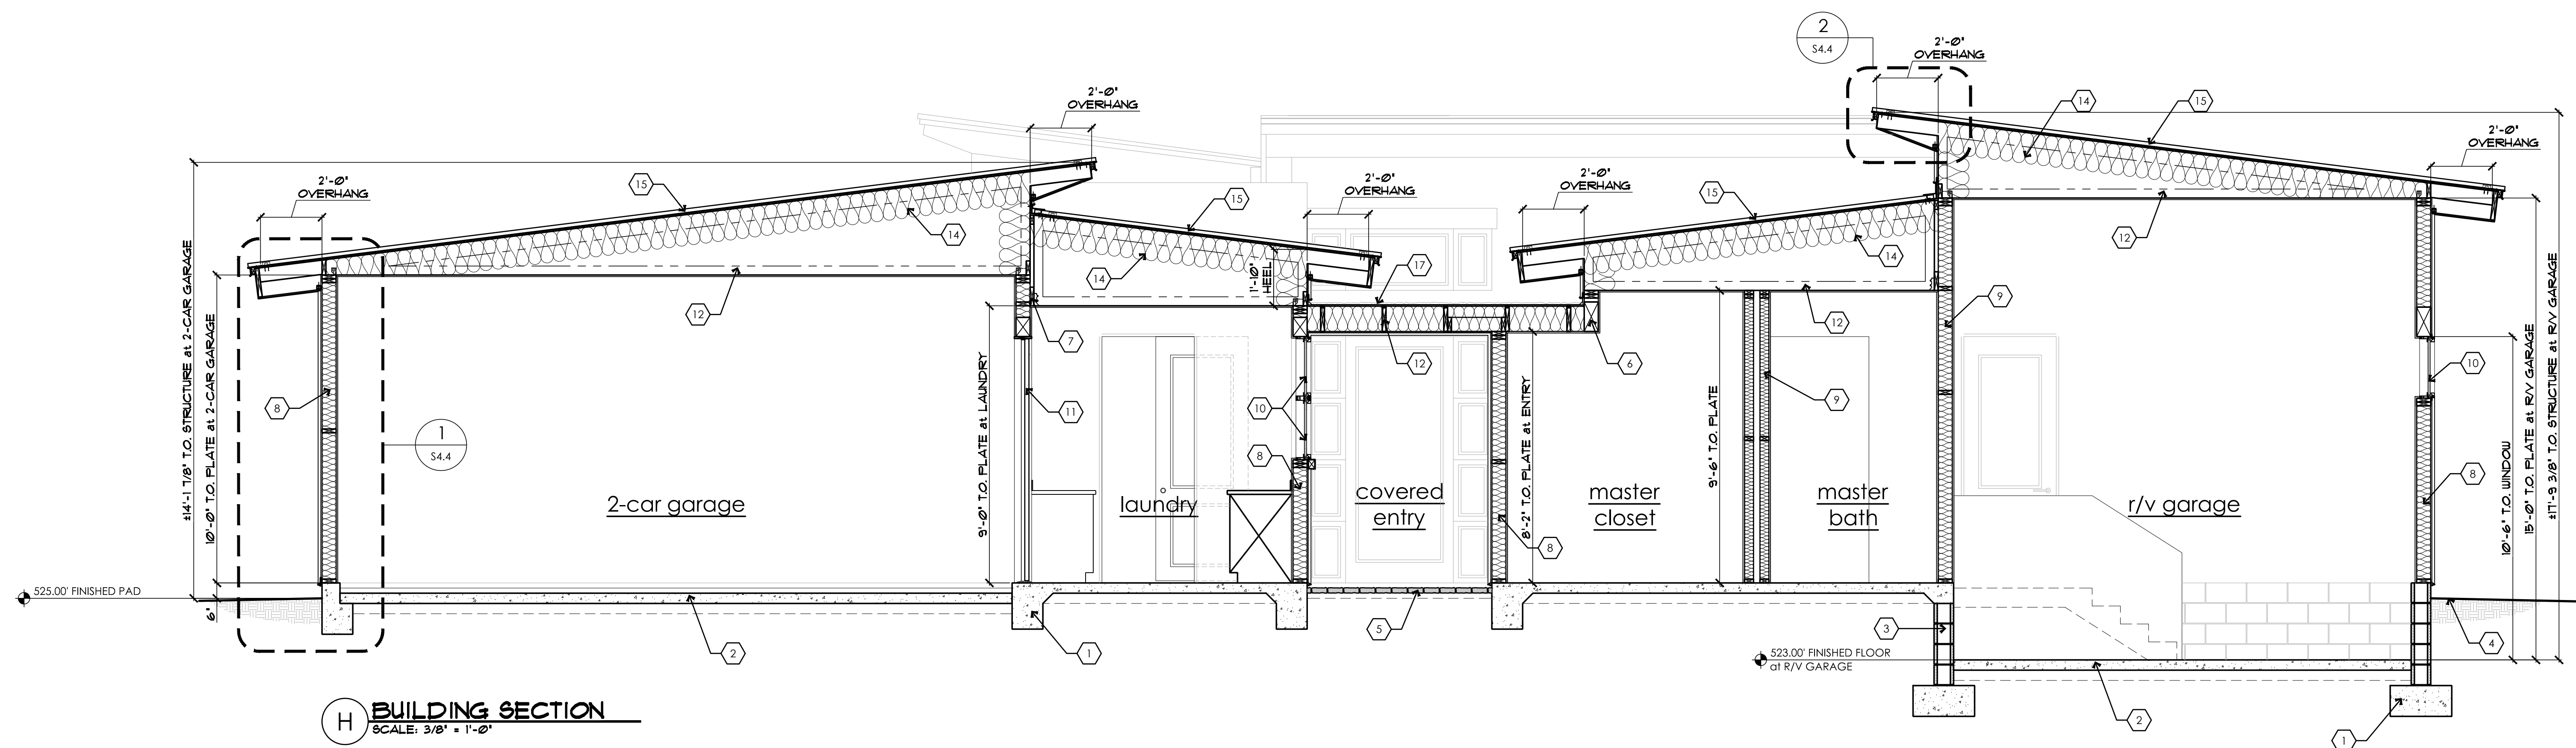 2
S4.4
2'-0"
OVERHANG
2'-0"
OVERHANG
14
15
2'-0"
OVERHANG
2'-0"
OVERHANG
15
14
2'-0"
OVERHANG
15
14
2'-0"
OVERHANG
15
14
12
12
12
12
12
1'-10"
HEEL
17
7
6
9
9
10
10
11
8
8
8
8
±14'-1 7/8" T.O. STRUCTURE at 2-CAR GARAGE
10'-0" T.O. PLATE at 2-CAR GARAGE
6"
1
S4.4
9'-0" T.O. PLATE at LAUNDRY
8'-2" T.O. PLATE at ENTRY
9'-6" T.O. PLATE
10'-6" T.O. WINDOW
15'-0" T.O. PLATE at R/V GARAGE
±17'-9 3/8" T.O. STRUCTURE at R/V GARAGE
2-car garage
laundry
covered
entry
master
closet
master
bath
r/v garage
525.00' FINISHED PAD
523.00' FINISHED FLOOR
at R/V GARAGE
2
1
5
3
4
2
1
H
BUILDING SECTION
SCALE: 3/8" = 1'-0"